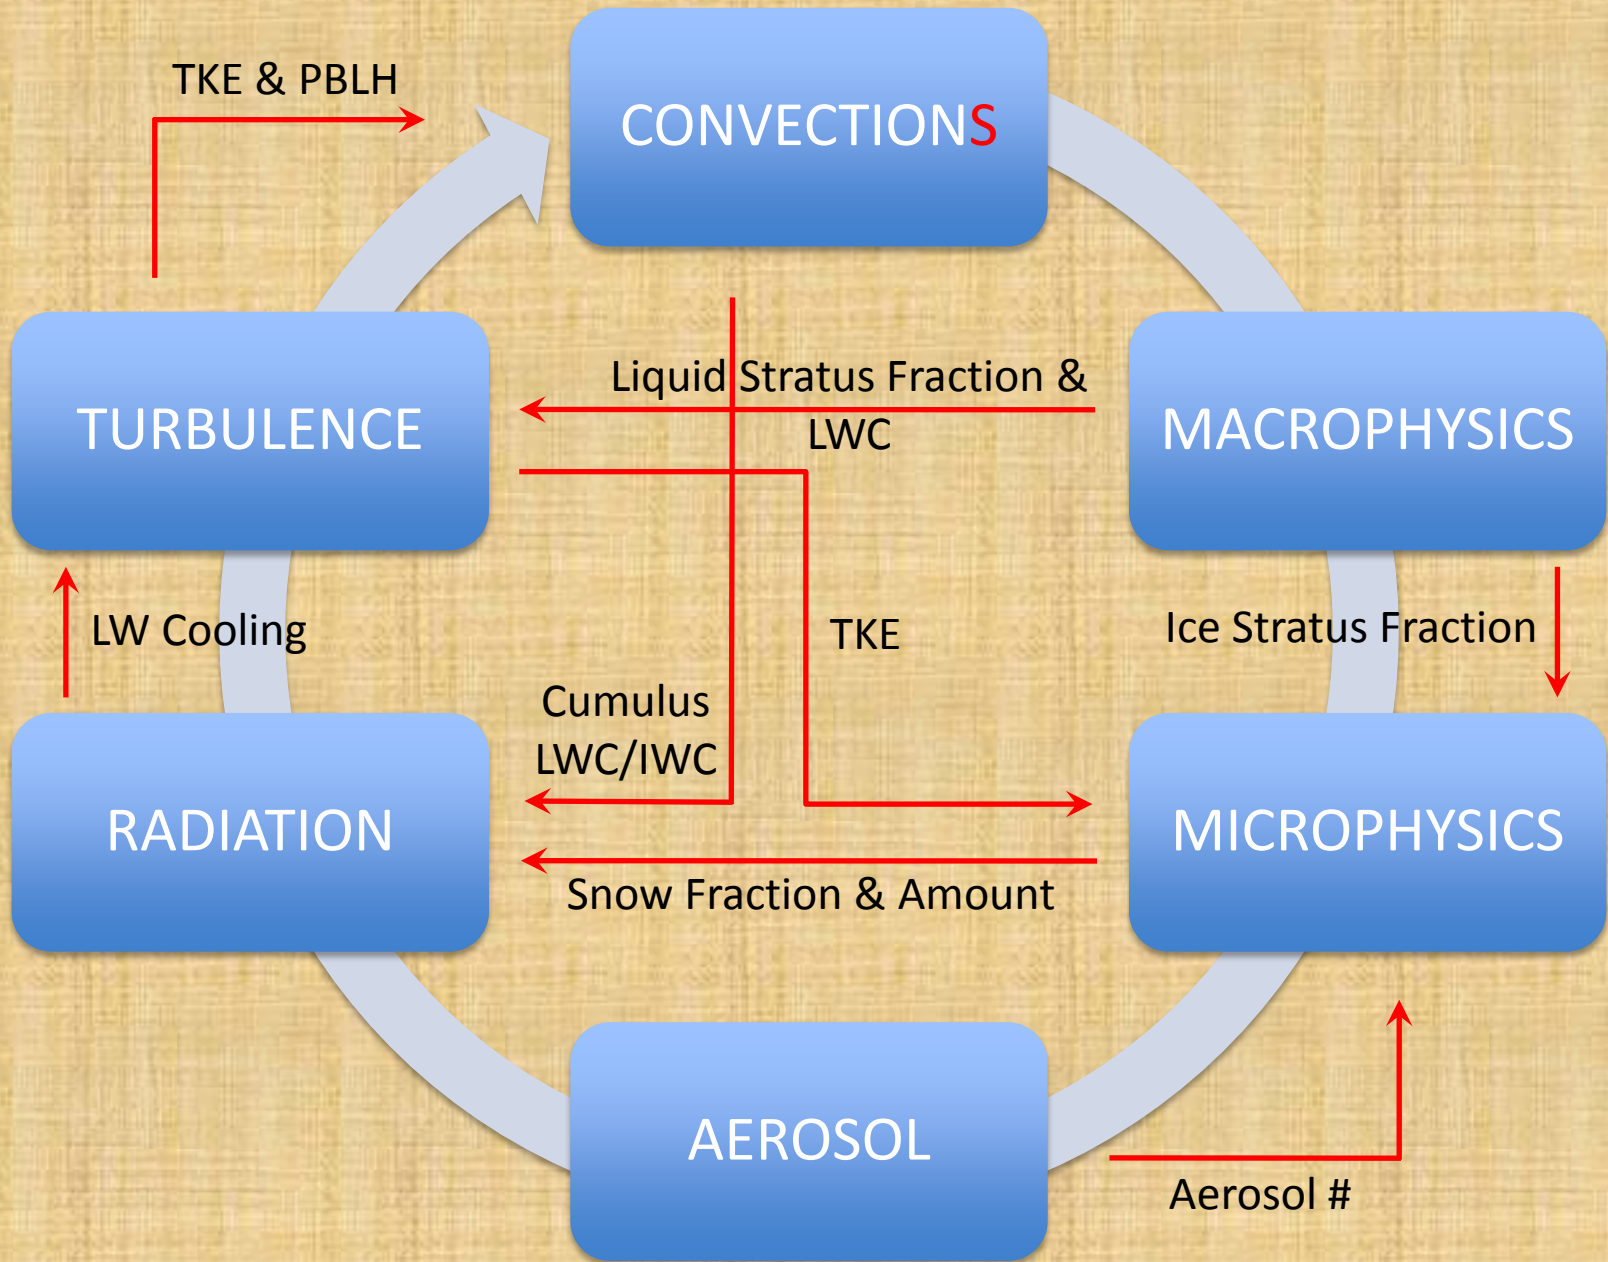 TKE & PBLH
CONVECTIONS
Liquid Stratus Fraction &
LWC
TURBULENCE
MACROPHYSICS
LW Cooling
TKE
Ice Stratus Fraction
Cumulus
LWC/IWC
RADIATION
MICROPHYSICS
Snow Fraction & Amount
AEROSOL
Aerosol #